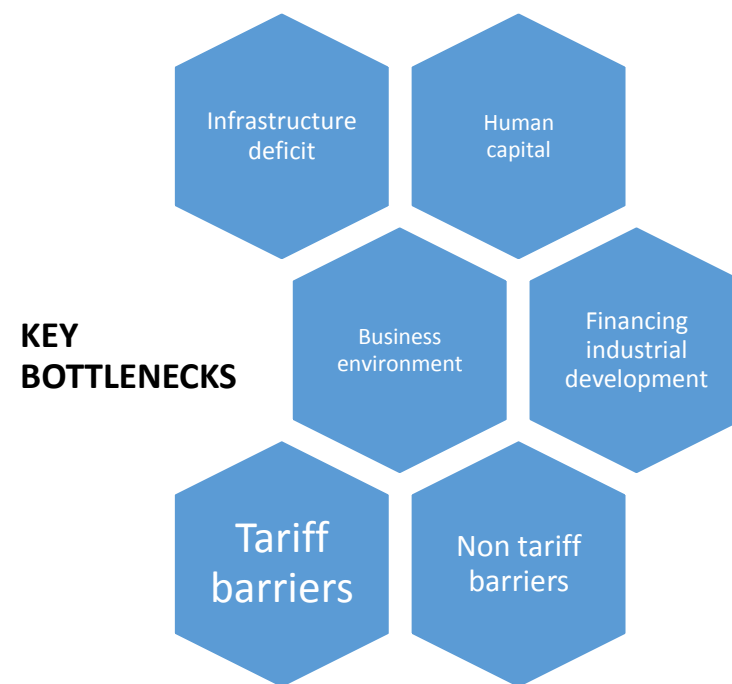 Infrastructure
deficit
Human
capital
KEY
BOTTLENECKS
Business
environment
Financing
industrial
development
Tariff
barriers
Non tariff
barriers